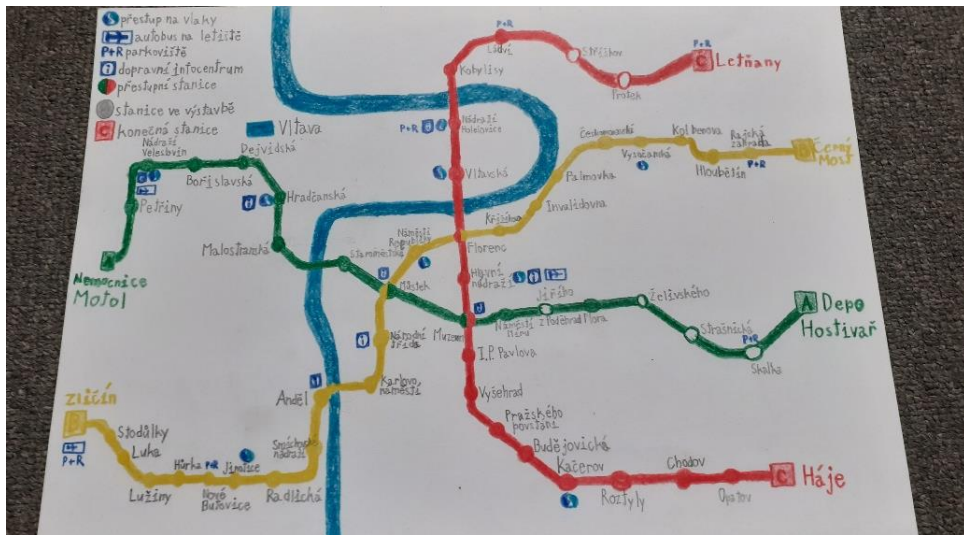 přestup na vlaky
autobus na letiště
P+R parkoviště
dopravní infocentrum
přestupní stanice
stanice ve výstavbě
C konečná stanice
Vltava
P+R
Ládví
Střížkov
Prosek
P+R
C Letňany
Kobylisy
P+R
Nádraží
Holešovice
Vltavská
Českomoravská
Vysočanská
Kolbenova
Rajská
zahrada
Hloubětín
P+R
B Černý
Most
Palmovka
Invalidovna
Křižíkova
Náměstí
Republiky
Florenc
Nádraží
Veleslavín
Dejvidská
Bořislavská
Petřiny
Hradčanská
A
Nemocnice
Motol
Malostranská
Staroměstská
Můstek
Hlavní
nádraží
Muzeum
Náměstí
Míru
Jiřího
z Poděbrad
Flora
Želivského
Strašnická
P+R
Skalka
A Depo
Hostivař
Národní
třída
Karlovo
náměstí
I.P. Pavlova
Vyšehrad
Pražského
povstání
Budějovická
Kačerov
Roztyly
Chodov
Opatov
C Háje
Anděl
Smíchovské
nádraží
Zličín
B
P+R
Stodůlky
Luka
Lužiny
Hůrka
P+R
Nové
Butovice
Jinonice
Radlická